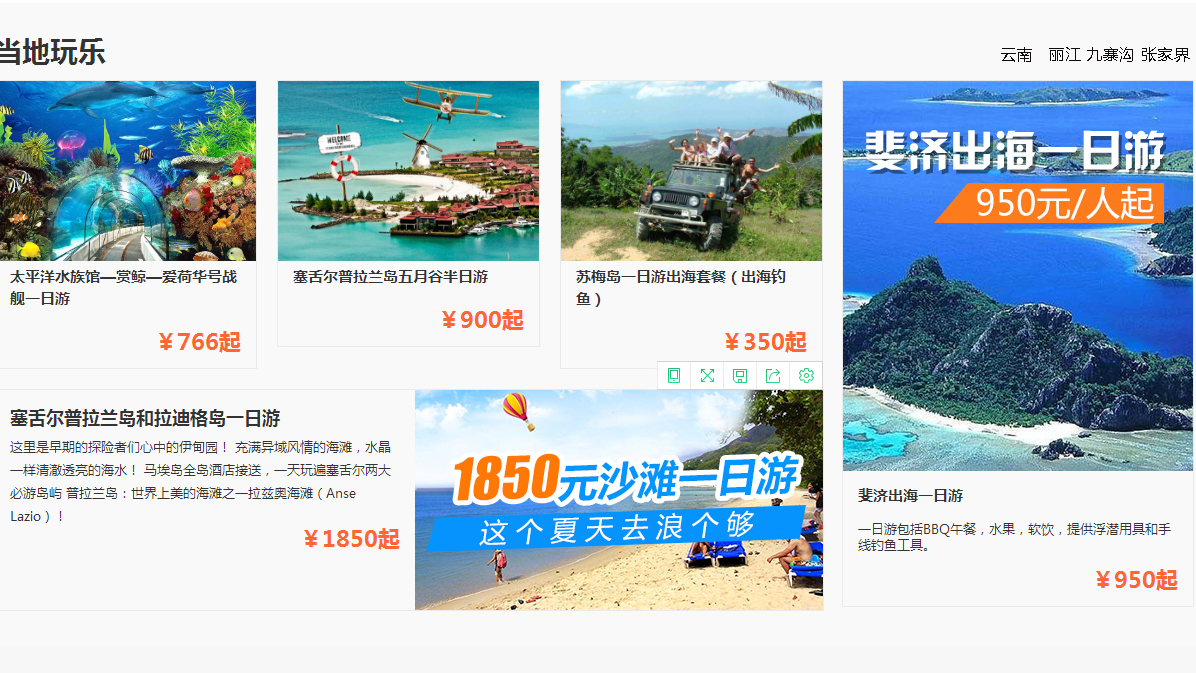 当地玩乐
云南 丽江 九寨沟 张家界
WELCOME
太平洋水族馆—赏鲸—爱荷华号战
舰一日游
￥766起
塞舌尔普拉兰岛五月谷半日游
￥900起
苏梅岛一日游出海套餐（出海钓
鱼）
￥350起
斐济出海一日游
950元/人起
塞舌尔普拉兰岛和拉迪格岛一日游
这里是早期的探险者们心中的伊甸园！ 充满异域风情的海滩，水晶
一样清澈透亮的海水！ 马埃岛全岛酒店接送，一天玩遍塞舌尔两大
必游岛屿 普拉兰岛：世界上美的海滩之一拉兹奥海滩（Anse
Lazio）！
￥1850起
1850元沙滩一日游
这个夏天去浪个够
斐济出海一日游
一日游包括BBQ午餐，水果，软饮，提供浮潜用具和手
线钓鱼工具。
￥950起